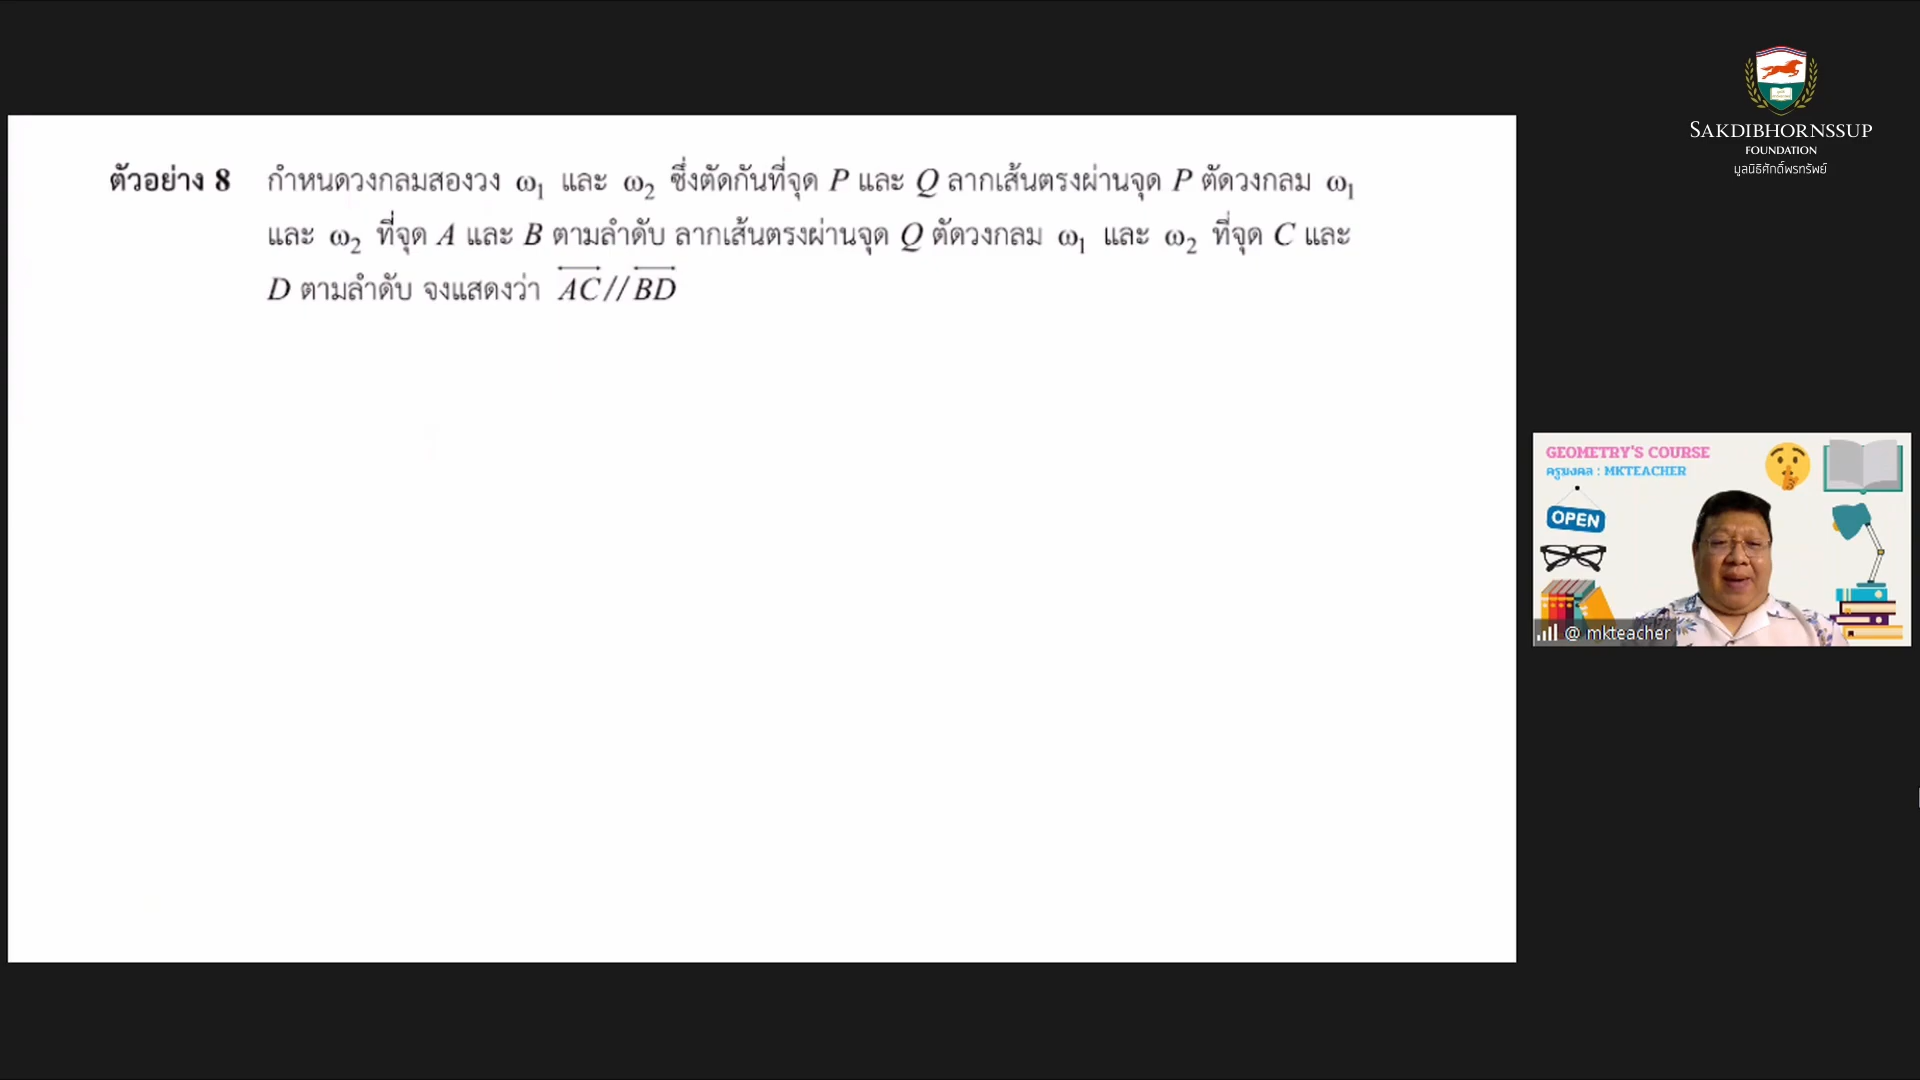 SAKDIBHORNSSUP
FOUNDATION
มูลนิธิศักดิ์พรทรัพย์
ตัวอย่าง 8 กำหนดวงกลมสองวง ω₁ และ ω₂ ซึ่งตัดกันที่จุด P และ Q ลากเส้นตรงผ่านจุด P ตัดวงกลม ω₁
และ ω₂ ที่จุด A และ B ตามลำดับ ลากเส้นตรงผ่านจุด Q ตัดวงกลม ω₁ และ ω₂ ที่จุด C และ
D ตามลำดับ จงแสดงว่า AC//BD
GEOMETRY'S COURSE
ครูมงคล : MKTEACHER
OPEN
@ mkteacher